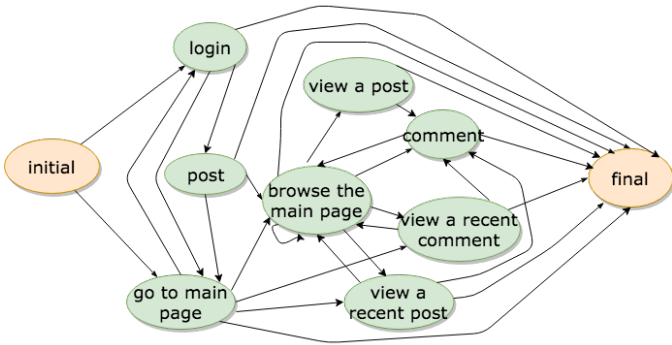 login
view a post
comment
initial
post
browse the
main page
final
view a recent
comment
go to main
page
view a
recent post